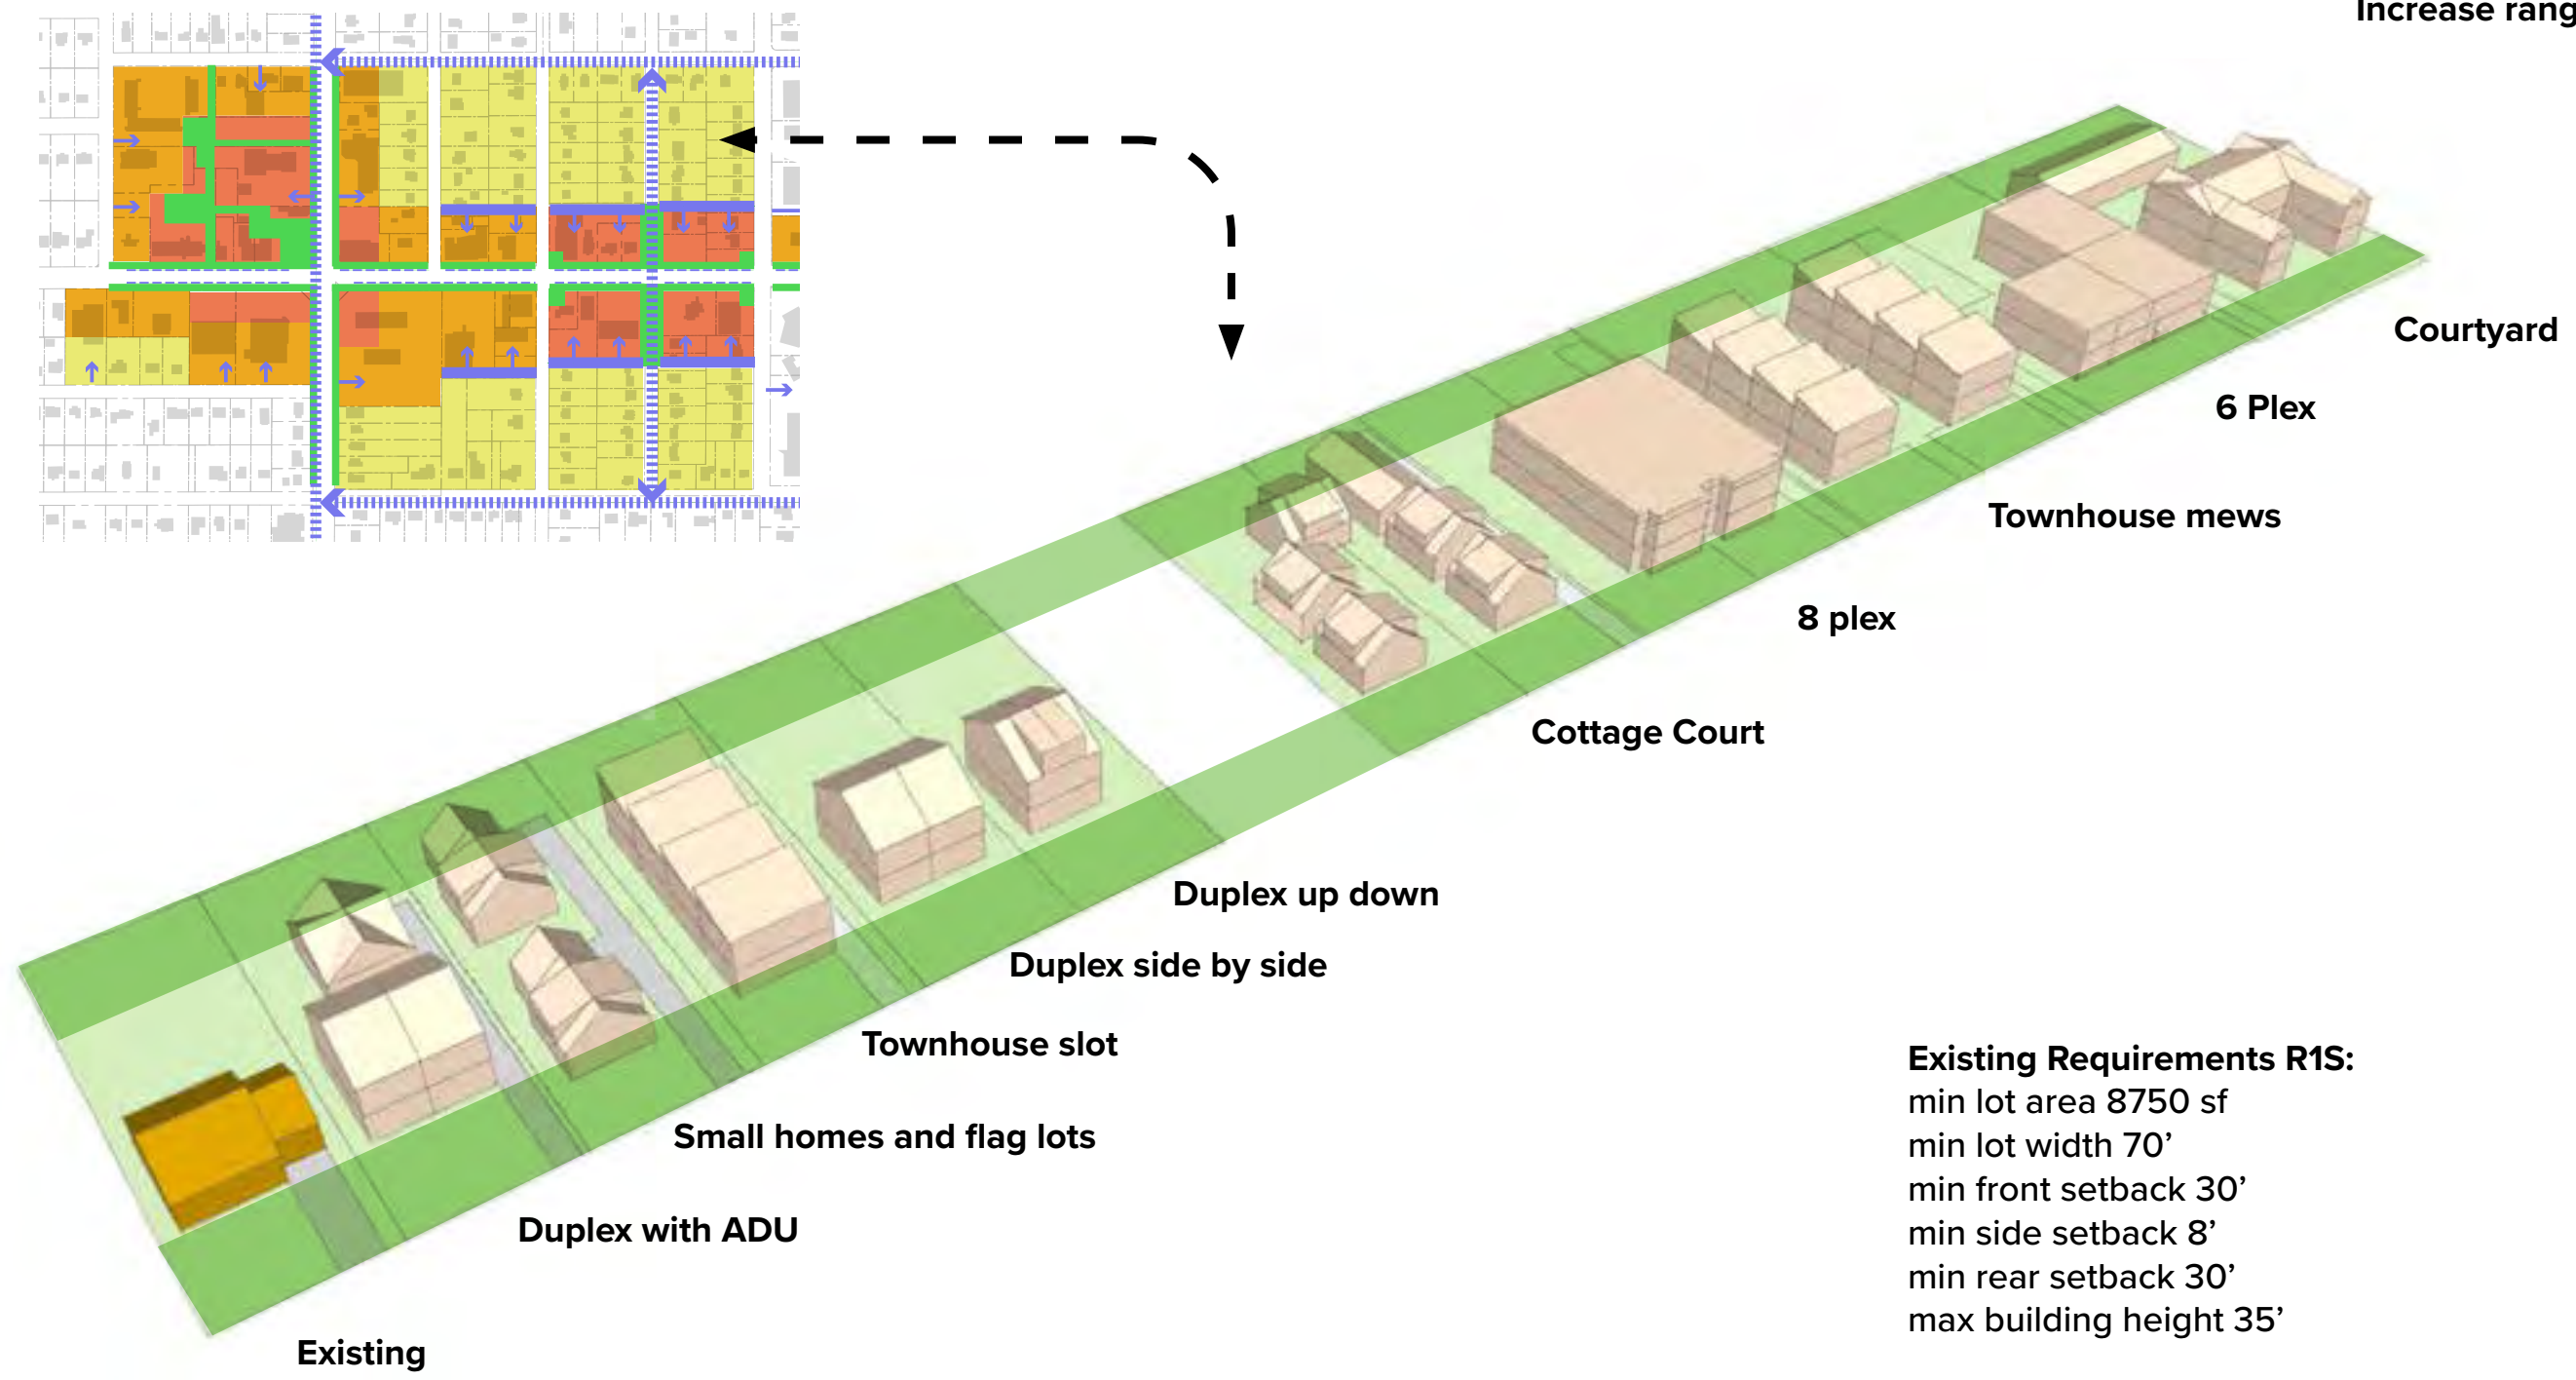 Increase rang
Courtyard
6 Plex
Townhouse mews
8 plex
Cottage Court
Duplex up down
Duplex side by side
Townhouse slot
Small homes and flag lots
Duplex with ADU
Existing
Existing Requirements R1S:
min lot area 8750 sf
min lot width 70’
min front setback 30’
min side setback 8’
min rear setback 30’
max building height 35’